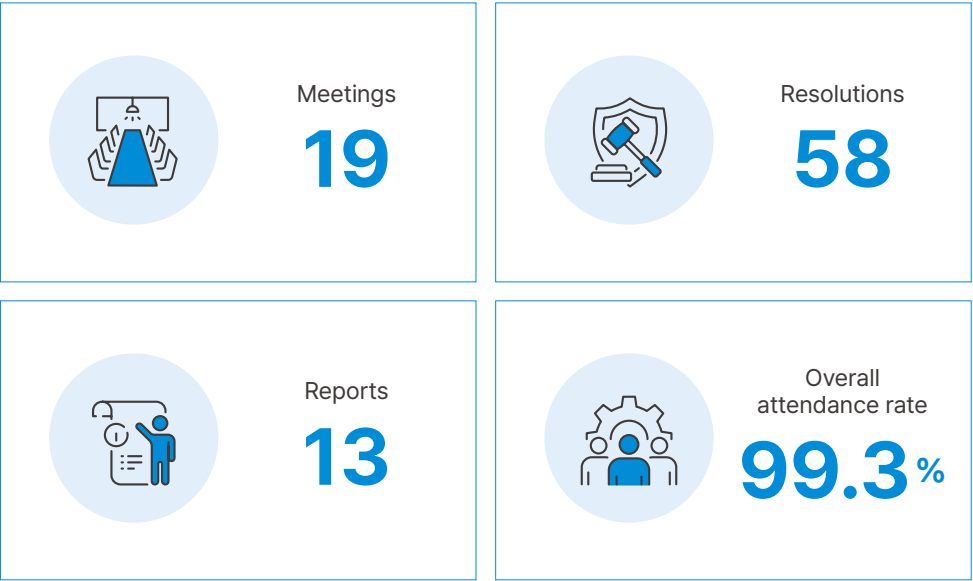 Meetings
19
Resolutions
58
Reports
13
Overall
attendance rate
99.3 %